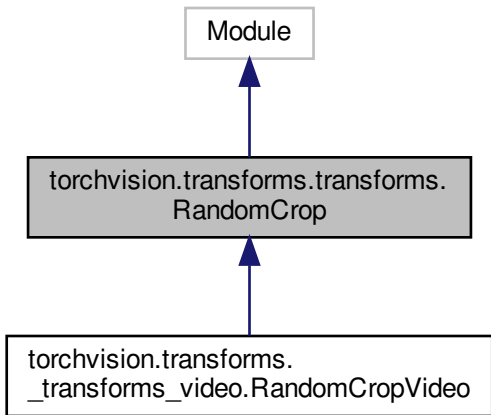 Module
torchvision.transforms.transforms.
RandomCrop
torchvision.transforms.
_transforms_video.RandomCropVideo